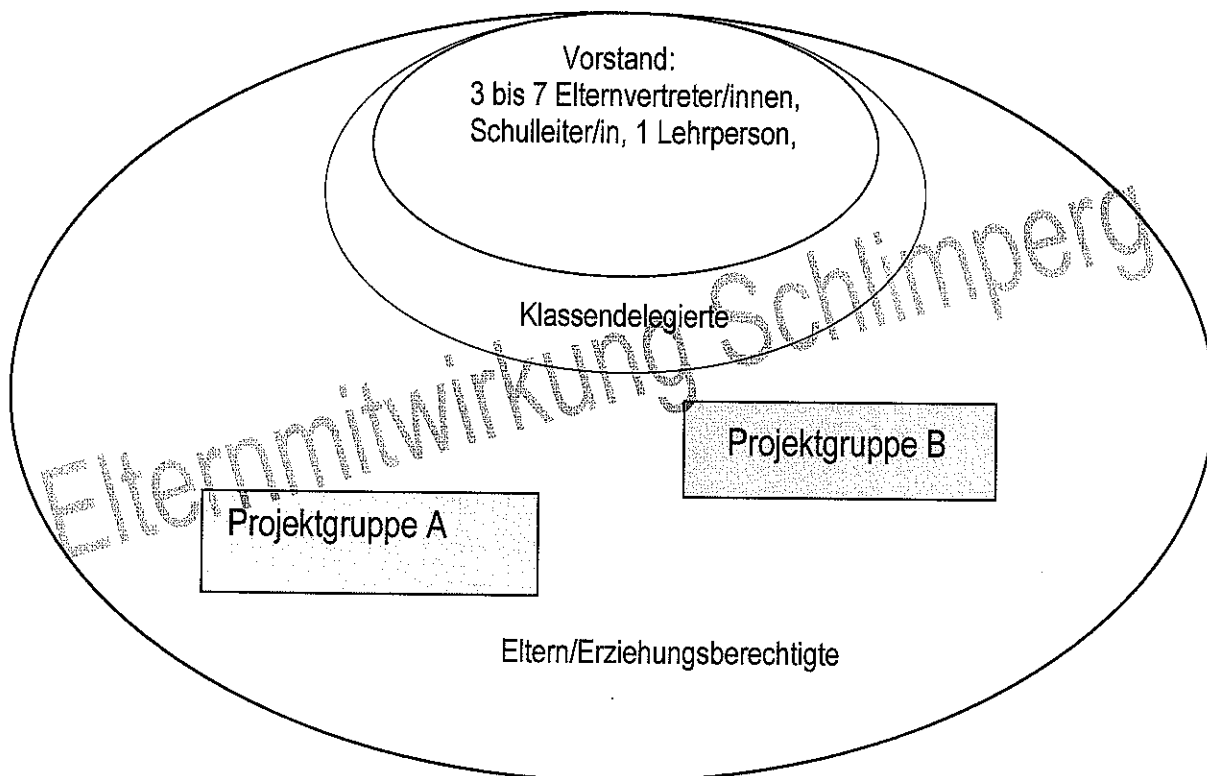 Vorstand:
3 bis 7 Elternvertreter/innen,
Schulleiter/in, 1 Lehrperson,
Klassendelegierte
Elternmitwirkung Schlimperg
Projektgruppe B
Projektgruppe A
Eltern/Erziehungsberechtigte